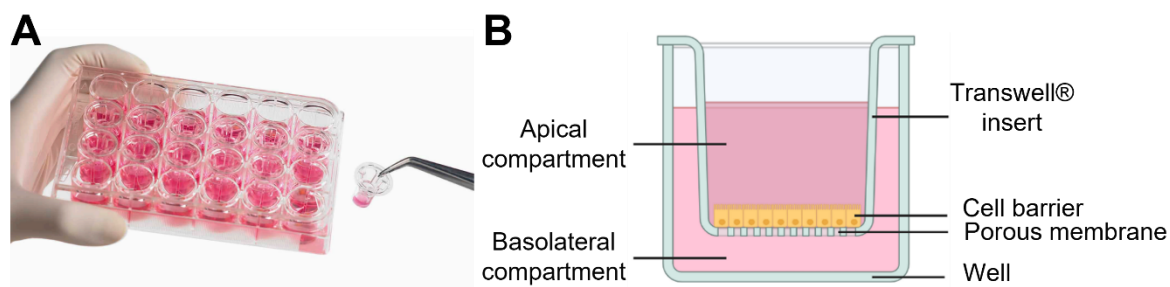 A
B
Apical
compartment
Basolateral
compartment
Transwell®
insert
Cell barrier
Porous membrane
Well